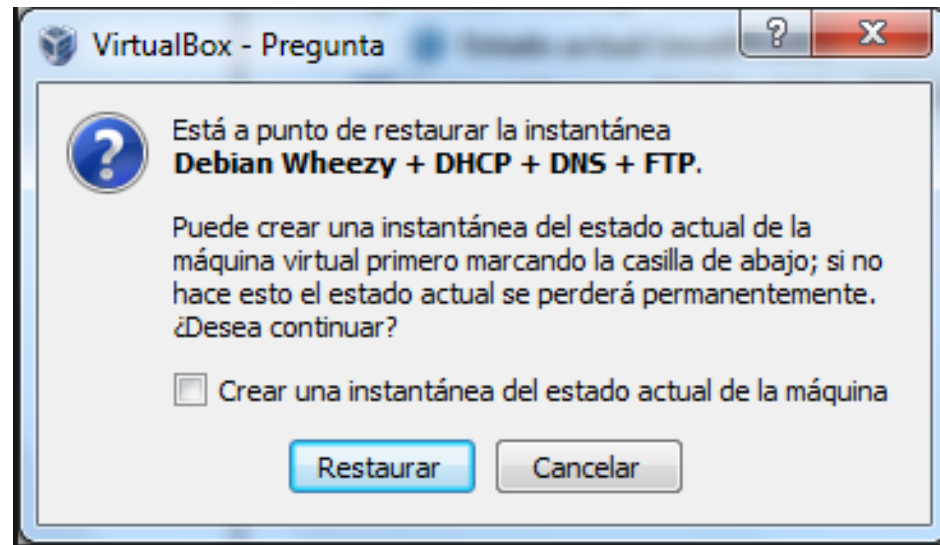 VirtualBox - Pregunta
Está a punto de restaurar la instantánea
Debian Wheezy + DHCP + DNS + FTP.
Puede crear una instantánea del estado actual de la
máquina virtual primero marcando la casilla de abajo; si no
hace esto el estado actual se perderá permanentemente.
¿Desea continuar?
Crear una instantánea del estado actual de la máquina
Restaurar
Cancelar